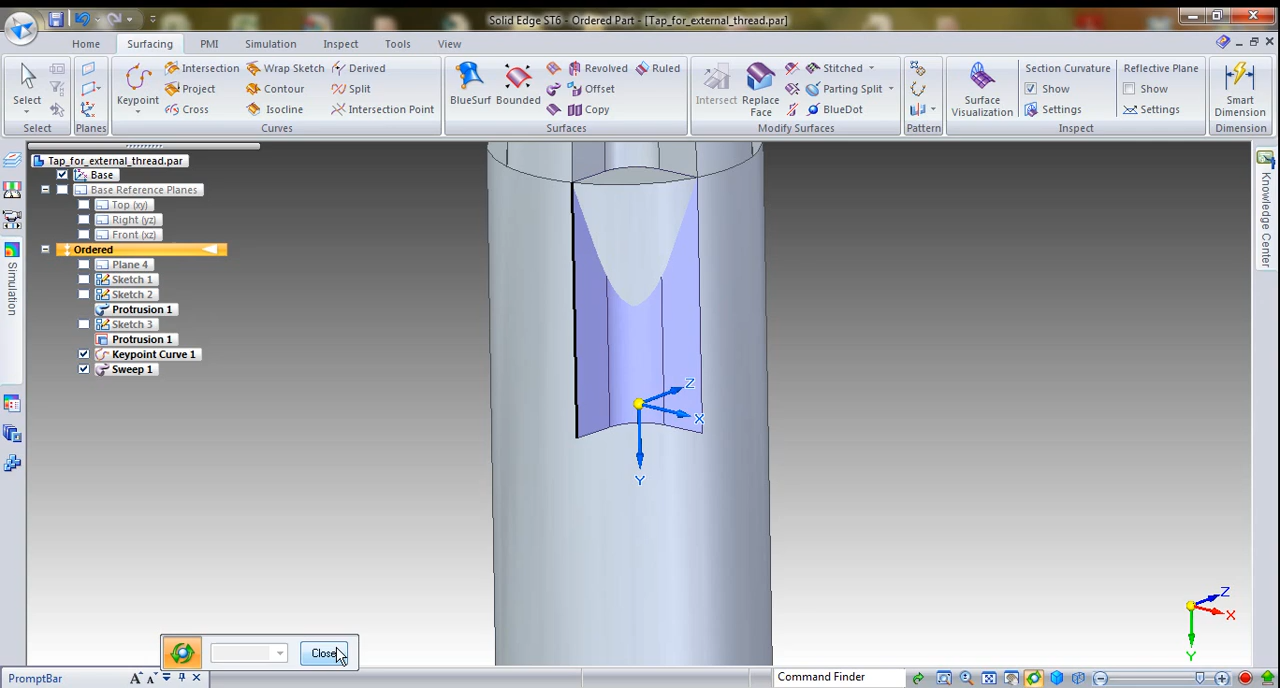 Solid Edge ST6 - Ordered Part - [Tap_for_external_thread.par]
Home Surfacing PMI Simulation Inspect Tools View
Select
Select
Planes
Keypoint
Intersection
Project
Cross
Wrap Sketch
Contour
Isocline
Derived
Split
Intersection Point
Curves
BlueSurf
Bounded
Revolved
Offset
Copy
Ruled
Surfaces
Intersect
Replace Face
Stitched
Parting Split
BlueDot
Modify Surfaces
Pattern
Surface Visualization
Section Curvature
Show
Settings
Reflective Plane
Show
Settings
Inspect
Smart Dimension
Dimension
Tap_for_external_thread.par
Base
Base Reference Planes
Top (xy)
Right (yz)
Front (xz)
Ordered
Plane 4
Sketch 1
Sketch 2
Protrusion 1
Sketch 3
Protrusion 1
Keypoint Curve 1
Sweep 1
Simulation
Knowledge Center
Z
X
Y
Z
X
Y
Close
PromptBar
A A
Command Finder